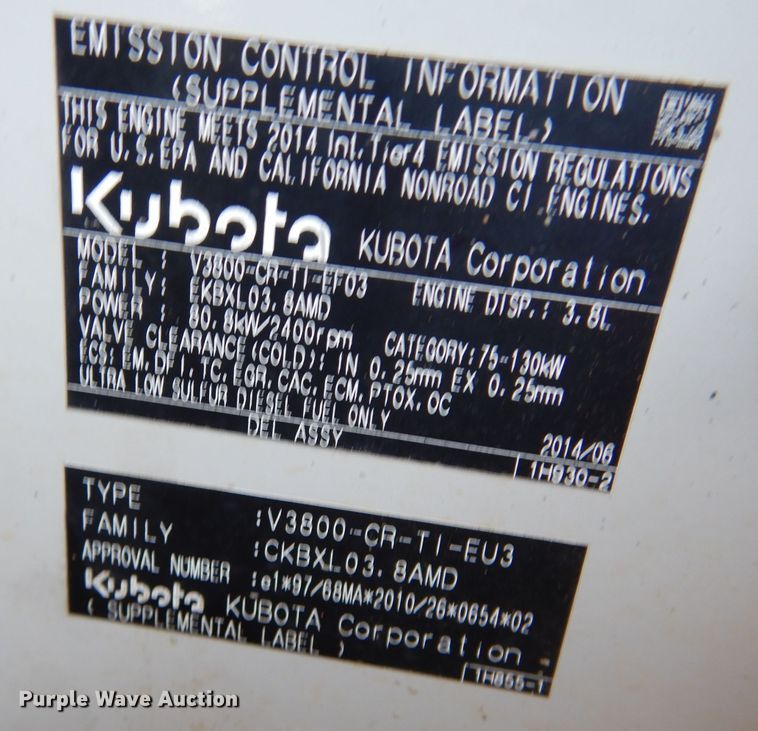 EMISSION CONTROL INFORMATION
(SUPPLEMENTAL LABEL)
THIS ENGINE MEETS 2014 Int. Tier4 EMISSION REGULATIONS
FOR U.S. EPA AND CALIFORNIA NONROAD CI ENGINES.
Kubota KUBOTA Corporation
MODEL : V3800-CR-TI-EF03 ENGINE DISP.: 3.8L
FAMILY: EKBXL03.8AMD
POWER : 80.8kW/2400rpm CATEGORY:75-130kW
VALVE CLEARANCE(COLD): IN 0.25mm EX 0.25mm
ECS: EM, DFI, TC, EGR, CAC, ECM, PTOX, OC
ULTRA LOW SULFUR DIESEL FUEL ONLY
DEL ASSY 2014/06
1H930-2
TYPE :V3800-CR-TI-EU3
FAMILY :CKBXL03.8AMD
APPROVAL NUMBER :e1*97/68MA*2010/26*0654*02
Kubota KUBOTA Corporation
(SUPPLEMENTAL LABEL)
1H855-1
Purple Wave Auction